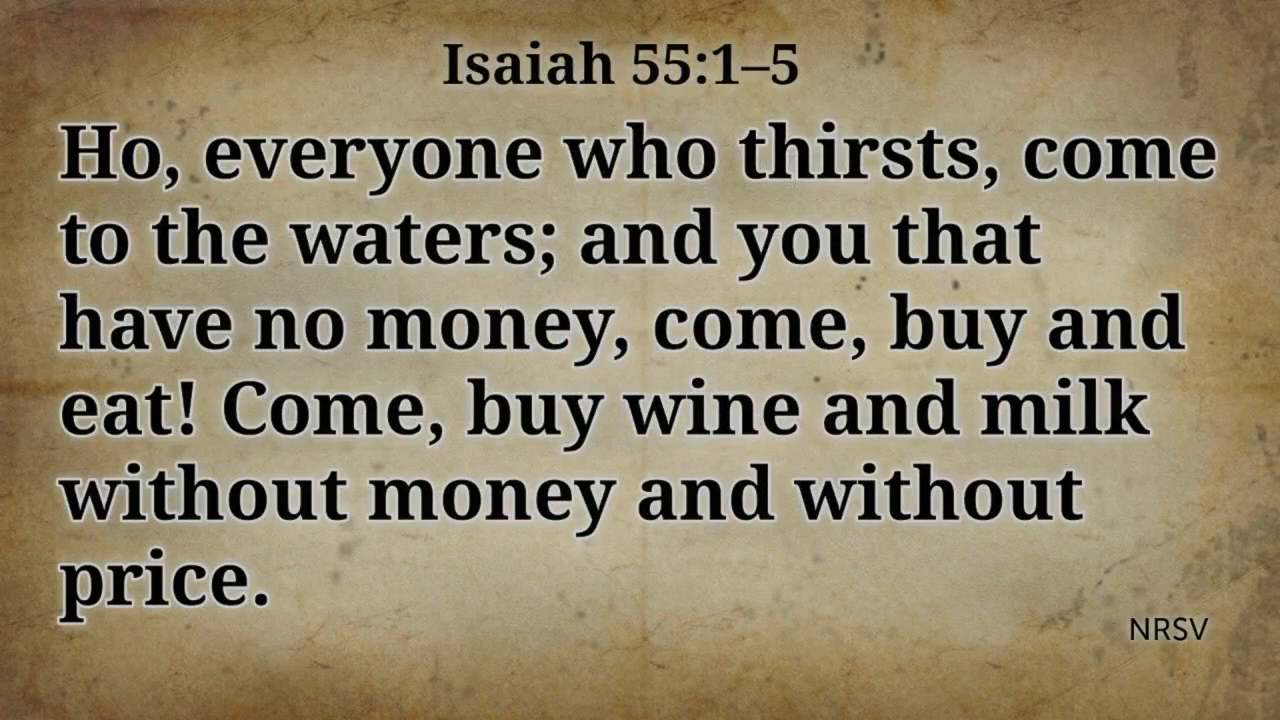 Isaiah 55:1–5
Ho, everyone who thirsts, come
to the waters; and you that
have no money, come, buy and
eat! Come, buy wine and milk
without money and without
price.
NRSV